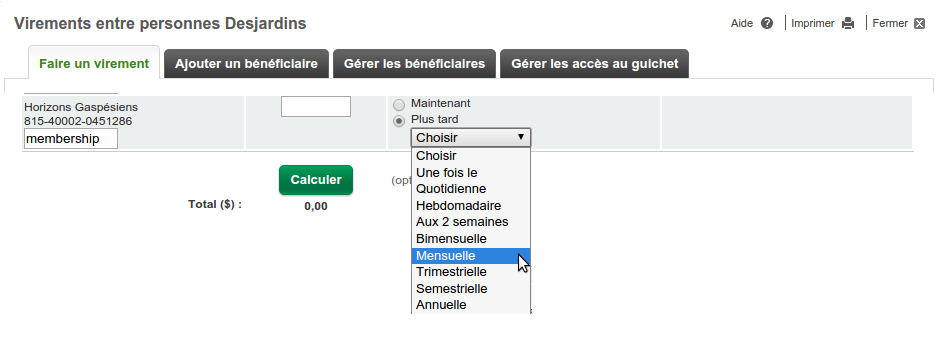 Virements entre personnes Desjardins
Aide
Imprimer
Fermer
Faire un virement
Ajouter un bénéficiaire
Gérer les bénéficiaires
Gérer les accès au guichet
Horizons Gaspésiens
815-40002-0451286
membership
Maintenant
Plus tard
Choisir
Choisir
Une fois le
Quotidienne
Hebdomadaire
Aux 2 semaines
Bimensuelle
Mensuelle
Trimestrielle
Semestrielle
Annuelle
Calculer
(opt
Total ($) :
0,00